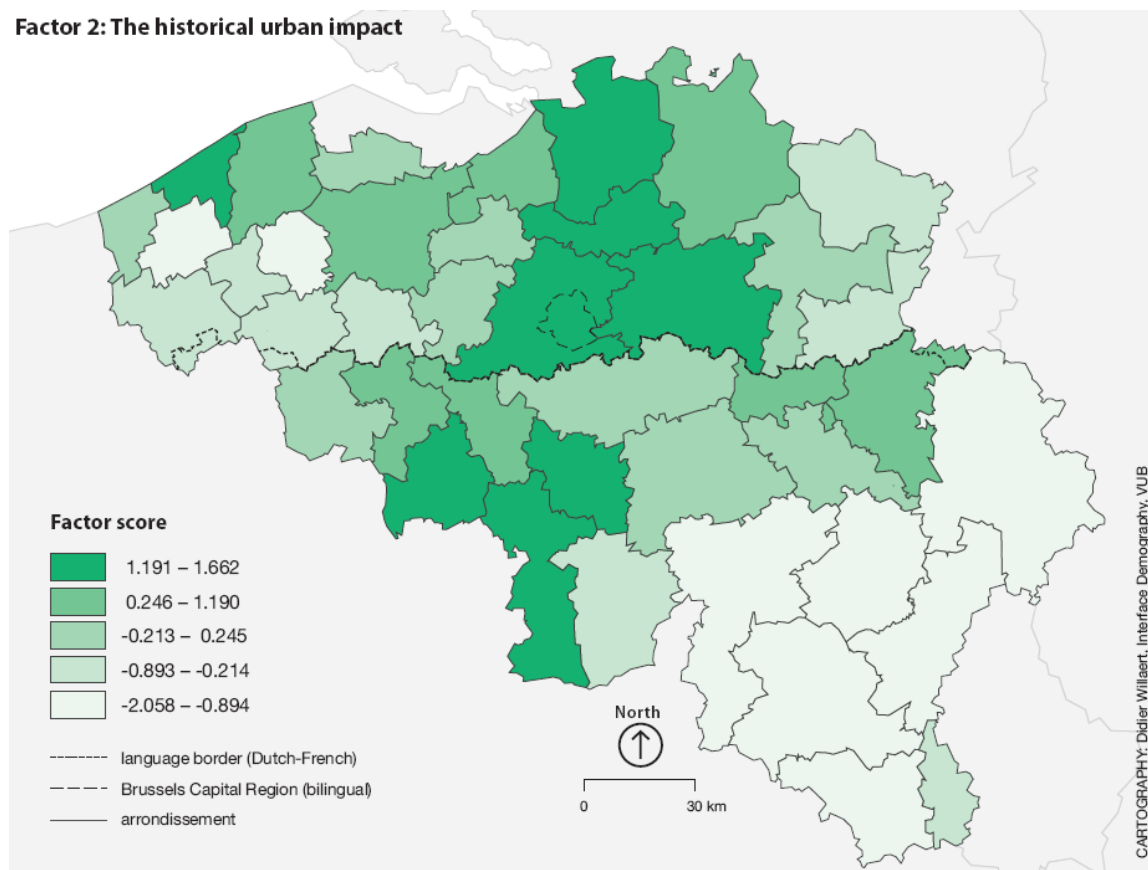 Factor 2: The historical urban impact
Factor score
1.191 – 1.662
0.246 – 1.190
-0.213 – 0.245
-0.893 – -0.214
-2.058 – -0.894
language border (Dutch-French)
Brussels Capital Region (bilingual)
arrondissement
North
0 30 km
CARTOGRAPHY: Didier Willaert, Interface Demography, VUB